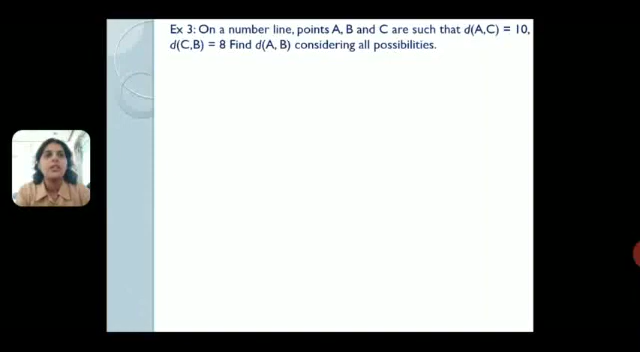 Ex 3: On a number line, points A, B and C are such that d(A,C) = 10,
d(C,B) = 8 Find d(A, B) considering all possibilities.